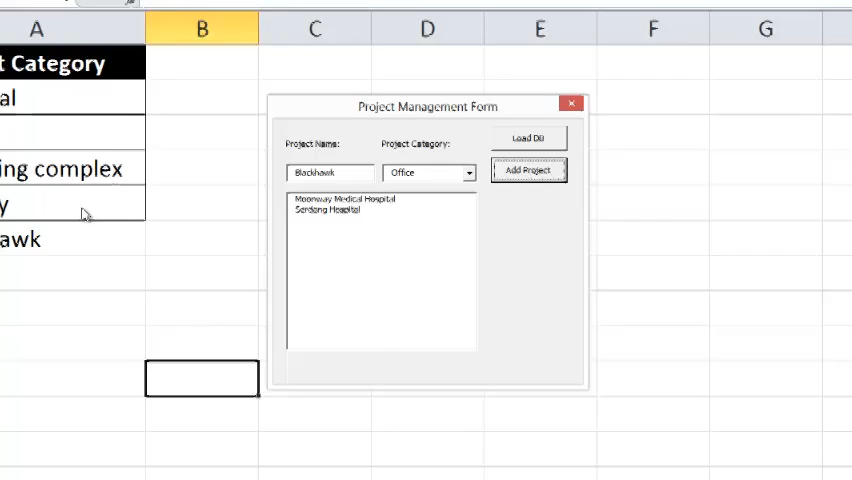 A B C D E F G
t Category
al
ing complex
y
awk
Project Management Form
Project Name: Project Category: Load DB
Blackhawk Office Add Project
Moonway Medical Hospital
Serdang Hospital